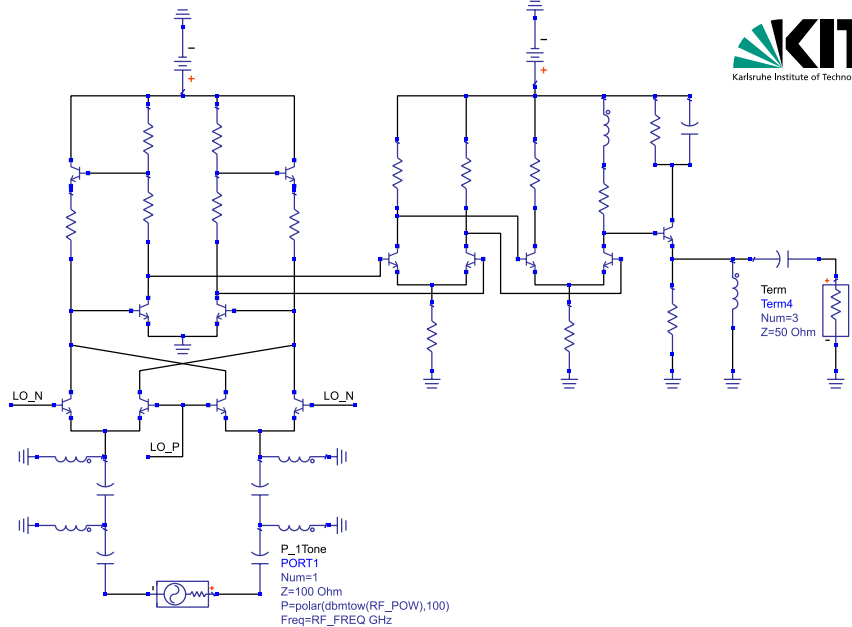 KIT
Karlsruhe Institute of Techno
Term
Term4
Num=3
Z=50 Ohm
LO_N
LO_N
LO_P
P_1Tone
PORT1
Num=1
Z=100 Ohm
P=polar(dbmtow(RF_POW),100)
Freq=RF_FREQ GHz